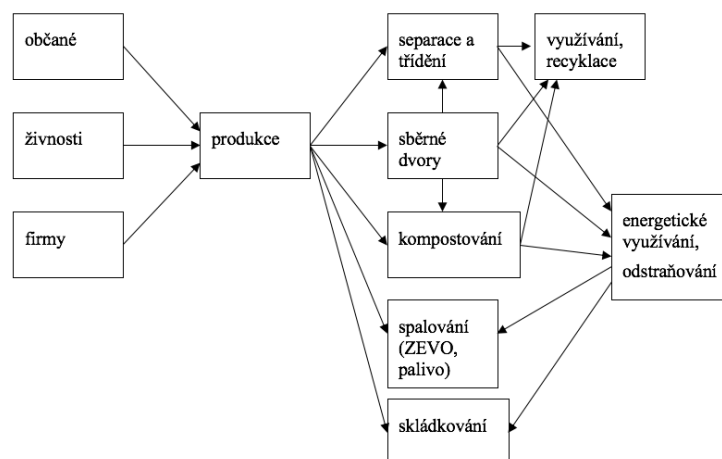 občané
živnosti
firmy
produkce
separace a
třídění
sběrné
dvory
kompostování
spalování
(ZEVO,
palivo)
skládkování
využívání,
recyklace
energetické
využívání,
odstraňování